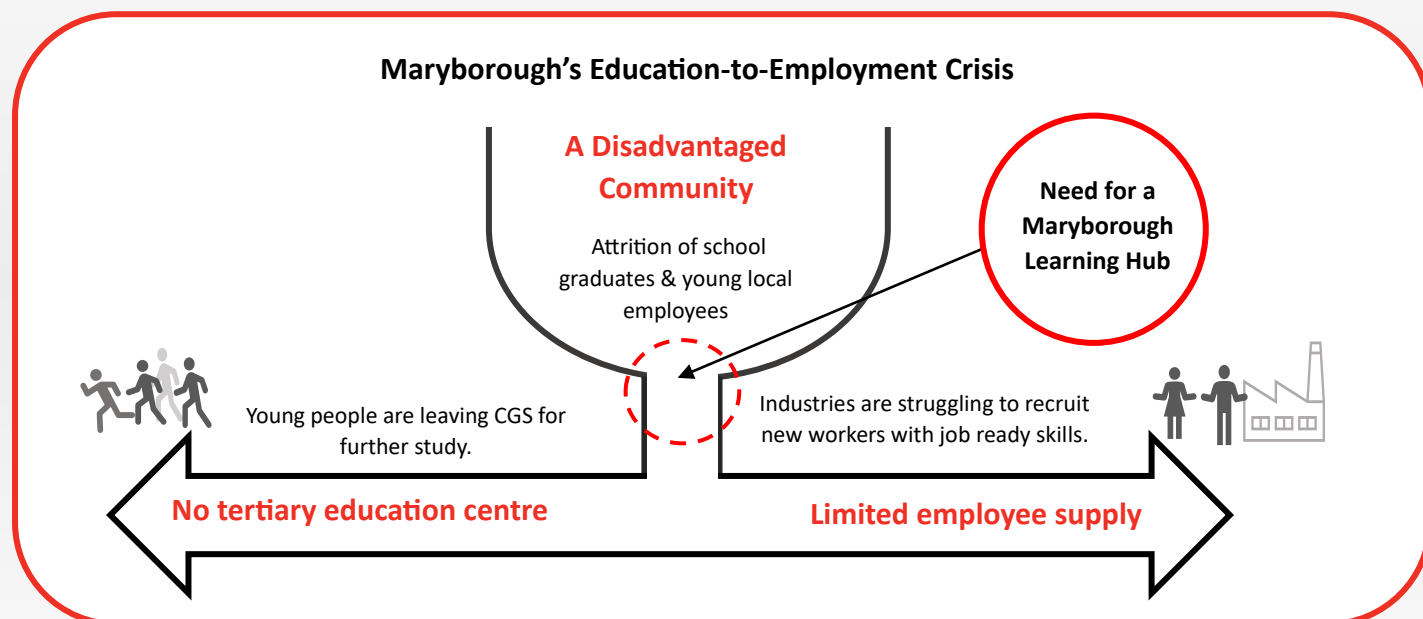 Maryborough's Education-to-Employment Crisis
A Disadvantaged
Community
Attrition of school
graduates & young local
employees
Need for a
Maryborough
Learning Hub
Young people are leaving CGS for
further study.
Industries are struggling to recruit
new workers with job ready skills.
No tertiary education centre
Limited employee supply